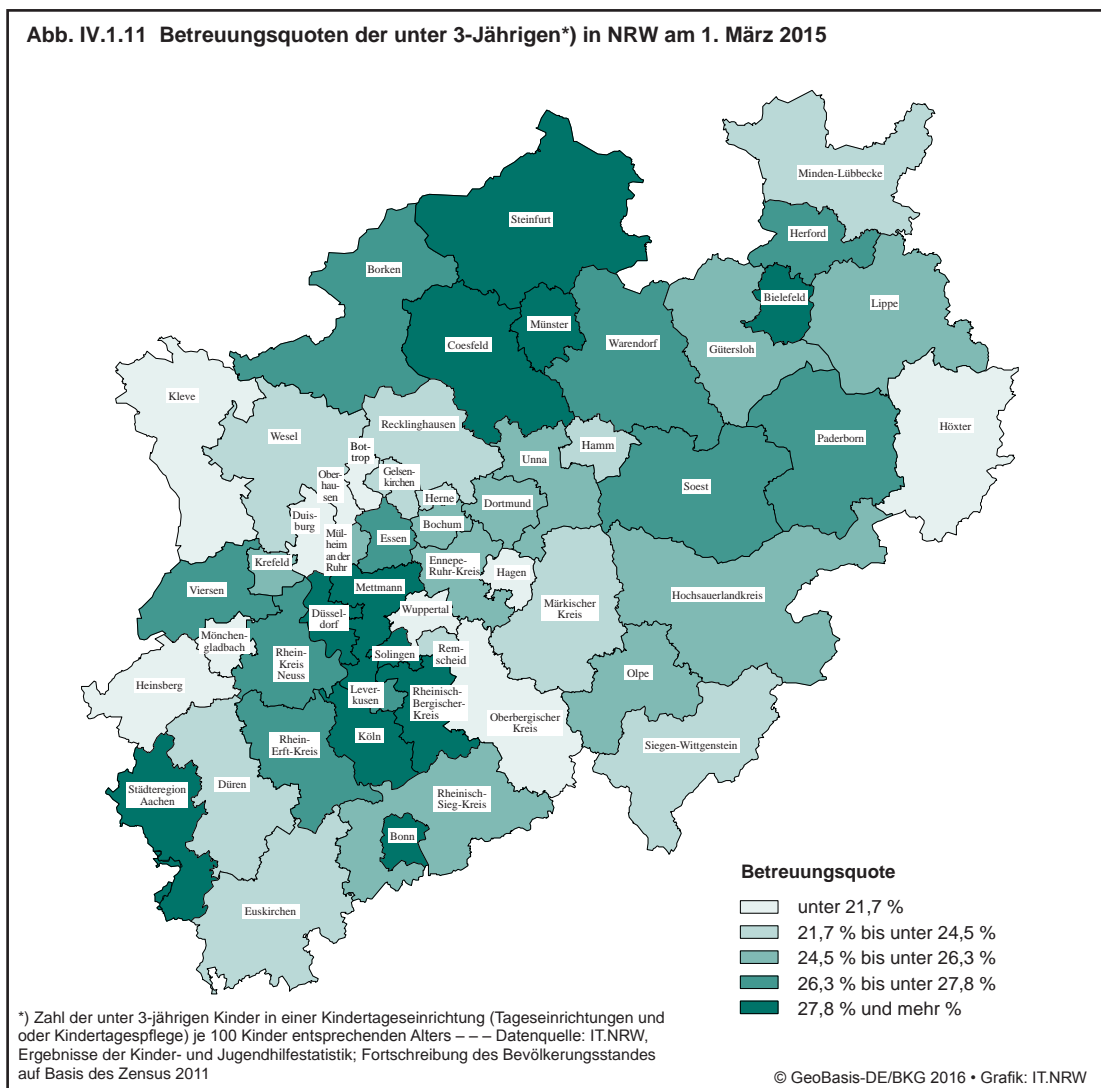 Abb. IV.1.11 Betreuungsquoten der unter 3-Jährigen*) in NRW am 1. März 2015
Minden-Lübbecke
Steinfurt
Herford
Borken
Bielefeld
Lippe
Münster
Coesfeld
Warendorf
Gütersloh
Kleve
Höxter
Recklinghausen
Wesel
Hamm
Paderborn
Bot-
trop
Unna
Gelsen-
kirchen
Ober-
hausen
Soest
Herne
Dortmund
Duis-
burg
Bochum
Mülheim
an der
Ruhr
Essen
Krefeld
Ennepe-
Ruhr-Kreis
Hagen
Viersen
Mettmann
Hochsauerlandkreis
Märkischer
Kreis
Wuppertal
Düssel-
dorf
Mönchen-
gladbach
Rem-
scheid
Solingen
Rhein-
Kreis
Neuss
Olpe
Heinsberg
Lever-
kusen
Rheinisch-
Bergischer-
Kreis
Oberbergischer
Kreis
Köln
Rhein-
Erft-Kreis
Siegen-Wittgenstein
Düren
Städteregion
Aachen
Rheinisch-
Sieg-Kreis
Bonn
Euskirchen
Betreuungsquote
unter 21,7 %
21,7 % bis unter 24,5 %
24,5 % bis unter 26,3 %
26,3 % bis unter 27,8 %
27,8 % und mehr %
*) Zahl der unter 3-jährigen Kinder in einer Kindertageseinrichtung (Tageseinrichtungen und
oder Kindertagespflege) je 100 Kinder entsprechenden Alters – – – Datenquelle: IT.NRW,
Ergebnisse der Kinder- und Jugendhilfestatistik; Fortschreibung des Bevölkerungsstandes
auf Basis des Zensus 2011
© GeoBasis-DE/BKG 2016 • Grafik: IT.NRW